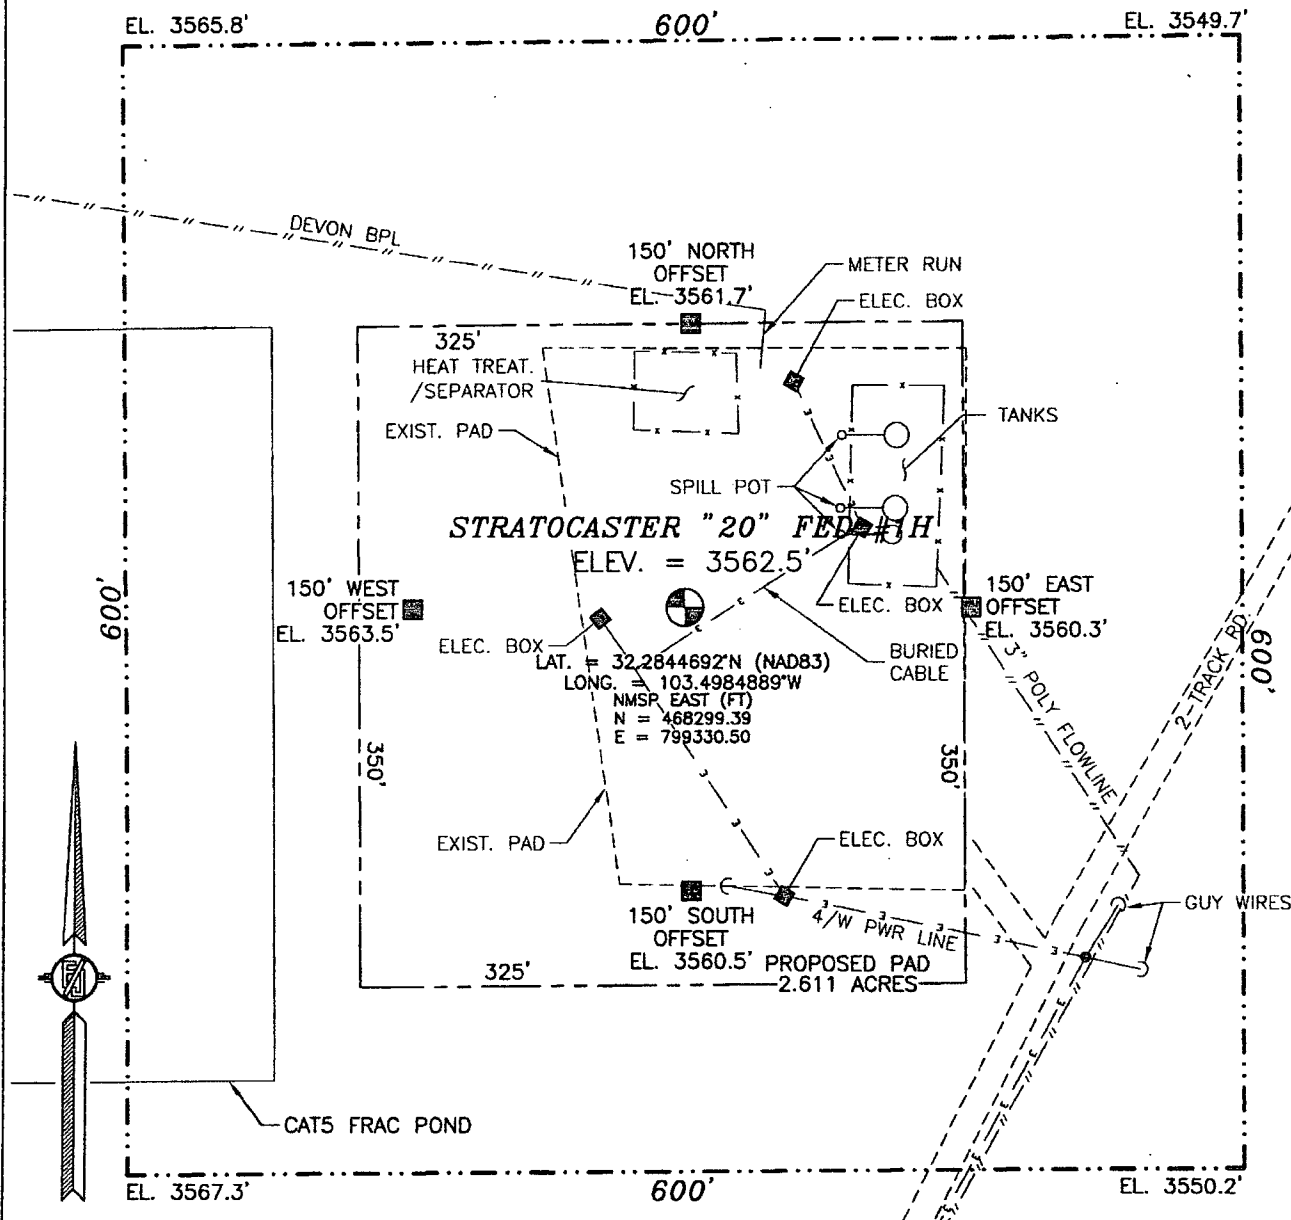 EL. 3565.8'
600'
EL. 3549.7'
DEVON BPL
150' NORTH
OFFSET
EL. 3561.7'
METER RUN
ELEC. BOX
325'
HEAT TREAT.
/SEPARATOR
EXIST. PAD
TANKS
SPILL POT
STRATOCASTER "20" FED #1H
ELEV. = 3562.5'
600'
150' WEST
OFFSET
EL. 3563.5'
ELEC. BOX
150' EAST
OFFSET
EL. 3560.3'
ELEC. BOX
BURIED
CABLE
LAT. = 32.2844692°N (NAD83)
LONG. = 103.4984889°W
NMSP EAST (FT)
N = 468299.39
E = 799330.50
3" POLY FLOWLINE
2-TRACK RD.
600'
350'
350'
EXIST. PAD
ELEC. BOX
4/W PWR LINE
GUY WIRES
150' SOUTH
OFFSET
EL. 3560.5'
PROPOSED PAD
2.611 ACRES
325'
CAT5 FRAC POND
EL. 3567.3'
600'
EL. 3550.2'